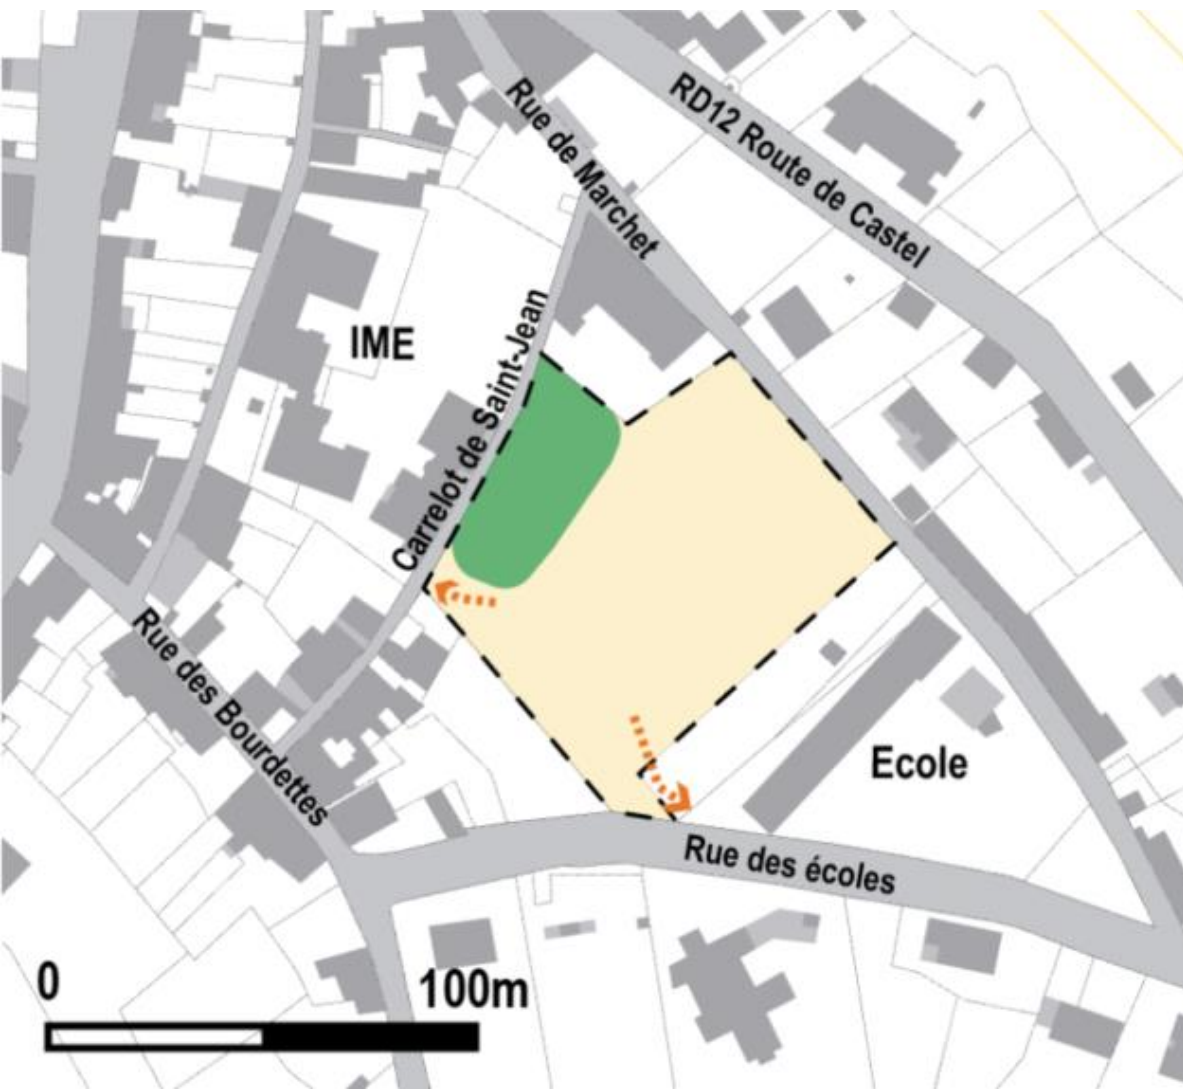 RD12 Route de Castel
Rue de Marchet
IME
Carrelot de Saint-Jean
Rue des Bourdettes
Ecole
Rue des écoles
0
100m